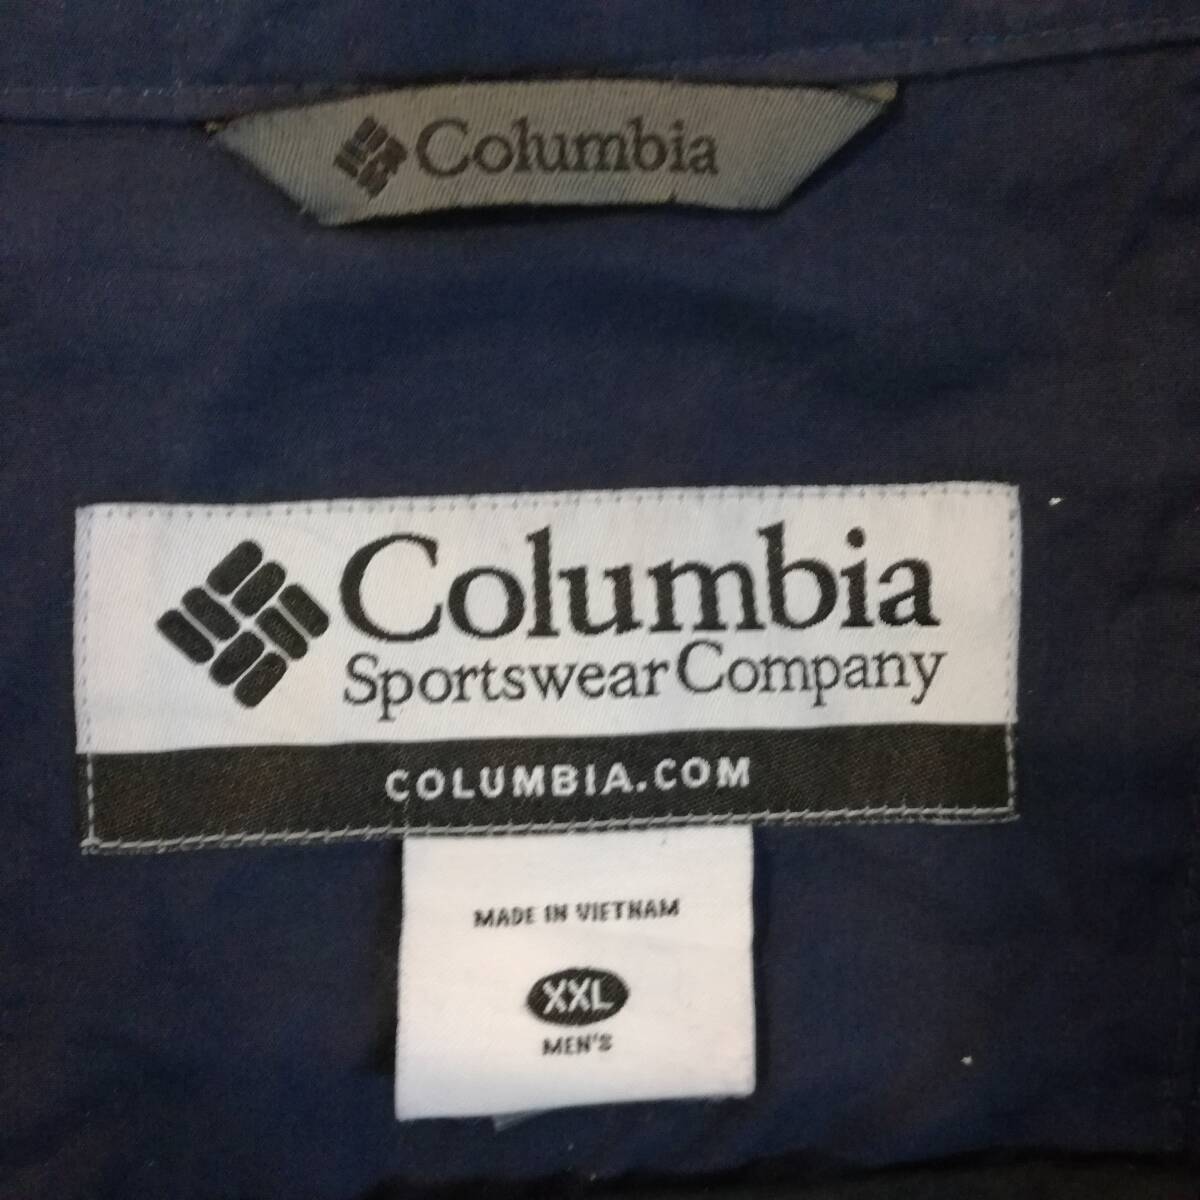 Columbia
Columbia
Sportswear Company
COLUMBIA.COM
MADE IN VIETNAM
XXL
MEN'S